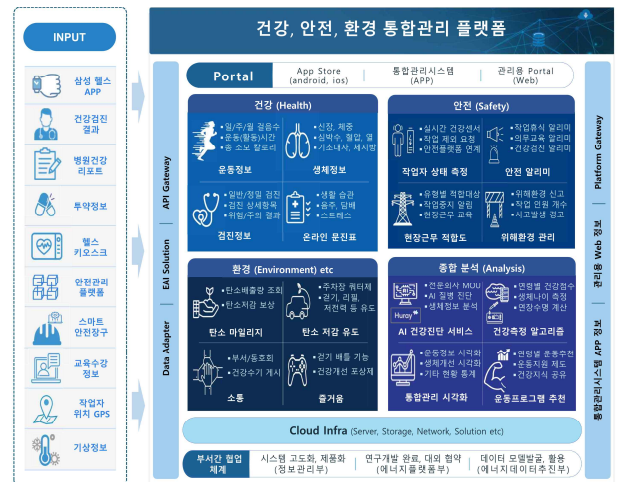 INPUT
삼성 헬스
APP
건강검진
결과
병원건강
리포트
투약정보
헬스
키오스크
안전관리
플랫폼
스마트
안전장구
교육수강
정보
작업자
위치 GPS
기상정보
건강, 안전, 환경 통합관리 플랫폼
Portal
App Store
(android, ios)
통합관리시스템
(APP)
관리용 Portal
(Web)
API Gateway
EAI Solution
Data Adapter
건강 (Health)
•일/주/월 걸음수
•운동(활동)시간
•총 소모 칼로리
운동정보
•신장, 체중
•심박수, 혈압, 열
•기초대사, 체지방
생체정보
•일반/정밀 검진
•검진 상세항목
•위험/주의 결과
검진정보
•생활 습관
•음주, 담배
•스트레스
온라인 문진표
안전 (Safety)
•실시간 건강센서
•작업 제외 요청
•안전플랫폼 연계
작업자 상태 측정
•작업휴식 알리미
•의무교육 알리미
•건강검진 알리미
안전 알리미
•유형별 적합대상
•작업중지 알림
•현장근무 교육
현장근무 적합도
•위해환경 신고
•작업 인원 개수
•사고발생 경고
위해환경 관리
환경 (Environment) etc
•탄소배출량 조회
•탄소저감 보상
탄소 마일리지
•주차장 쿼터제
•걷기, 리필,
저전력 등 유도
탄소 저감 유도
•부서/동호회
•건강수기 게시
소통
•걷기 배틀 기능
•건강개선 포상제
즐거움
종합 분석 (Analysis)
•전문의사 MOU
•AI 질병 진단
•생체정보 분석
Huray
AI 건강진단 서비스
•연령별 건강점수
•생체나이 측정
•연장수명 계산
건강측정 알고리즘
•운동정보 시각화
•생체개선 시각화
•기타 현황 통계
통합관리 시각화
•연령별 운동추천
•운동지원 제도
•건강지식 공유
운동프로그램 추천
Platform Gateway
관리용 Web 정보
통합관리시스템 APP 정보
Cloud Infra (Server, Storage, Network, Solution etc)
부서간 협업
체계
시스템 고도화, 제품화
(정보관리부)
연구개발 완료, 대외 협약
(에너지플랫폼부)
데이터 모델발굴, 활용
(에너지데이터추진부)